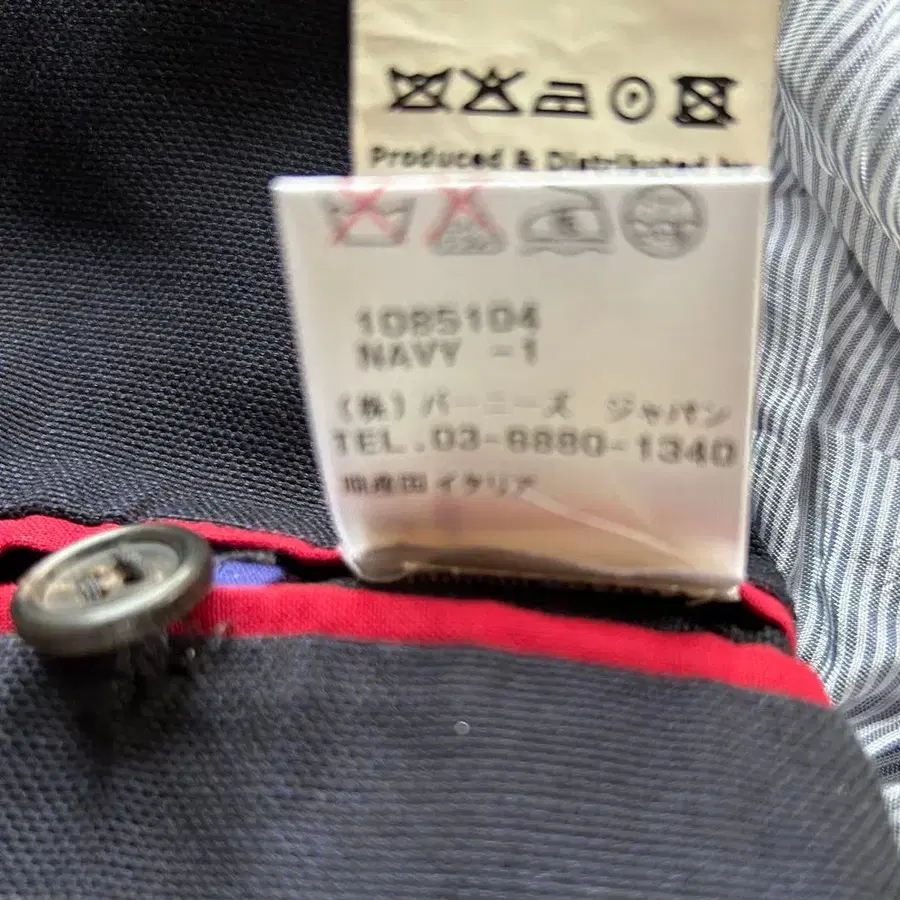 Produced & Distributed by
1085104
NAVY -1
(株)バーニーズ ジャパン
TEL.03-6880-1340
原産国 イタリア